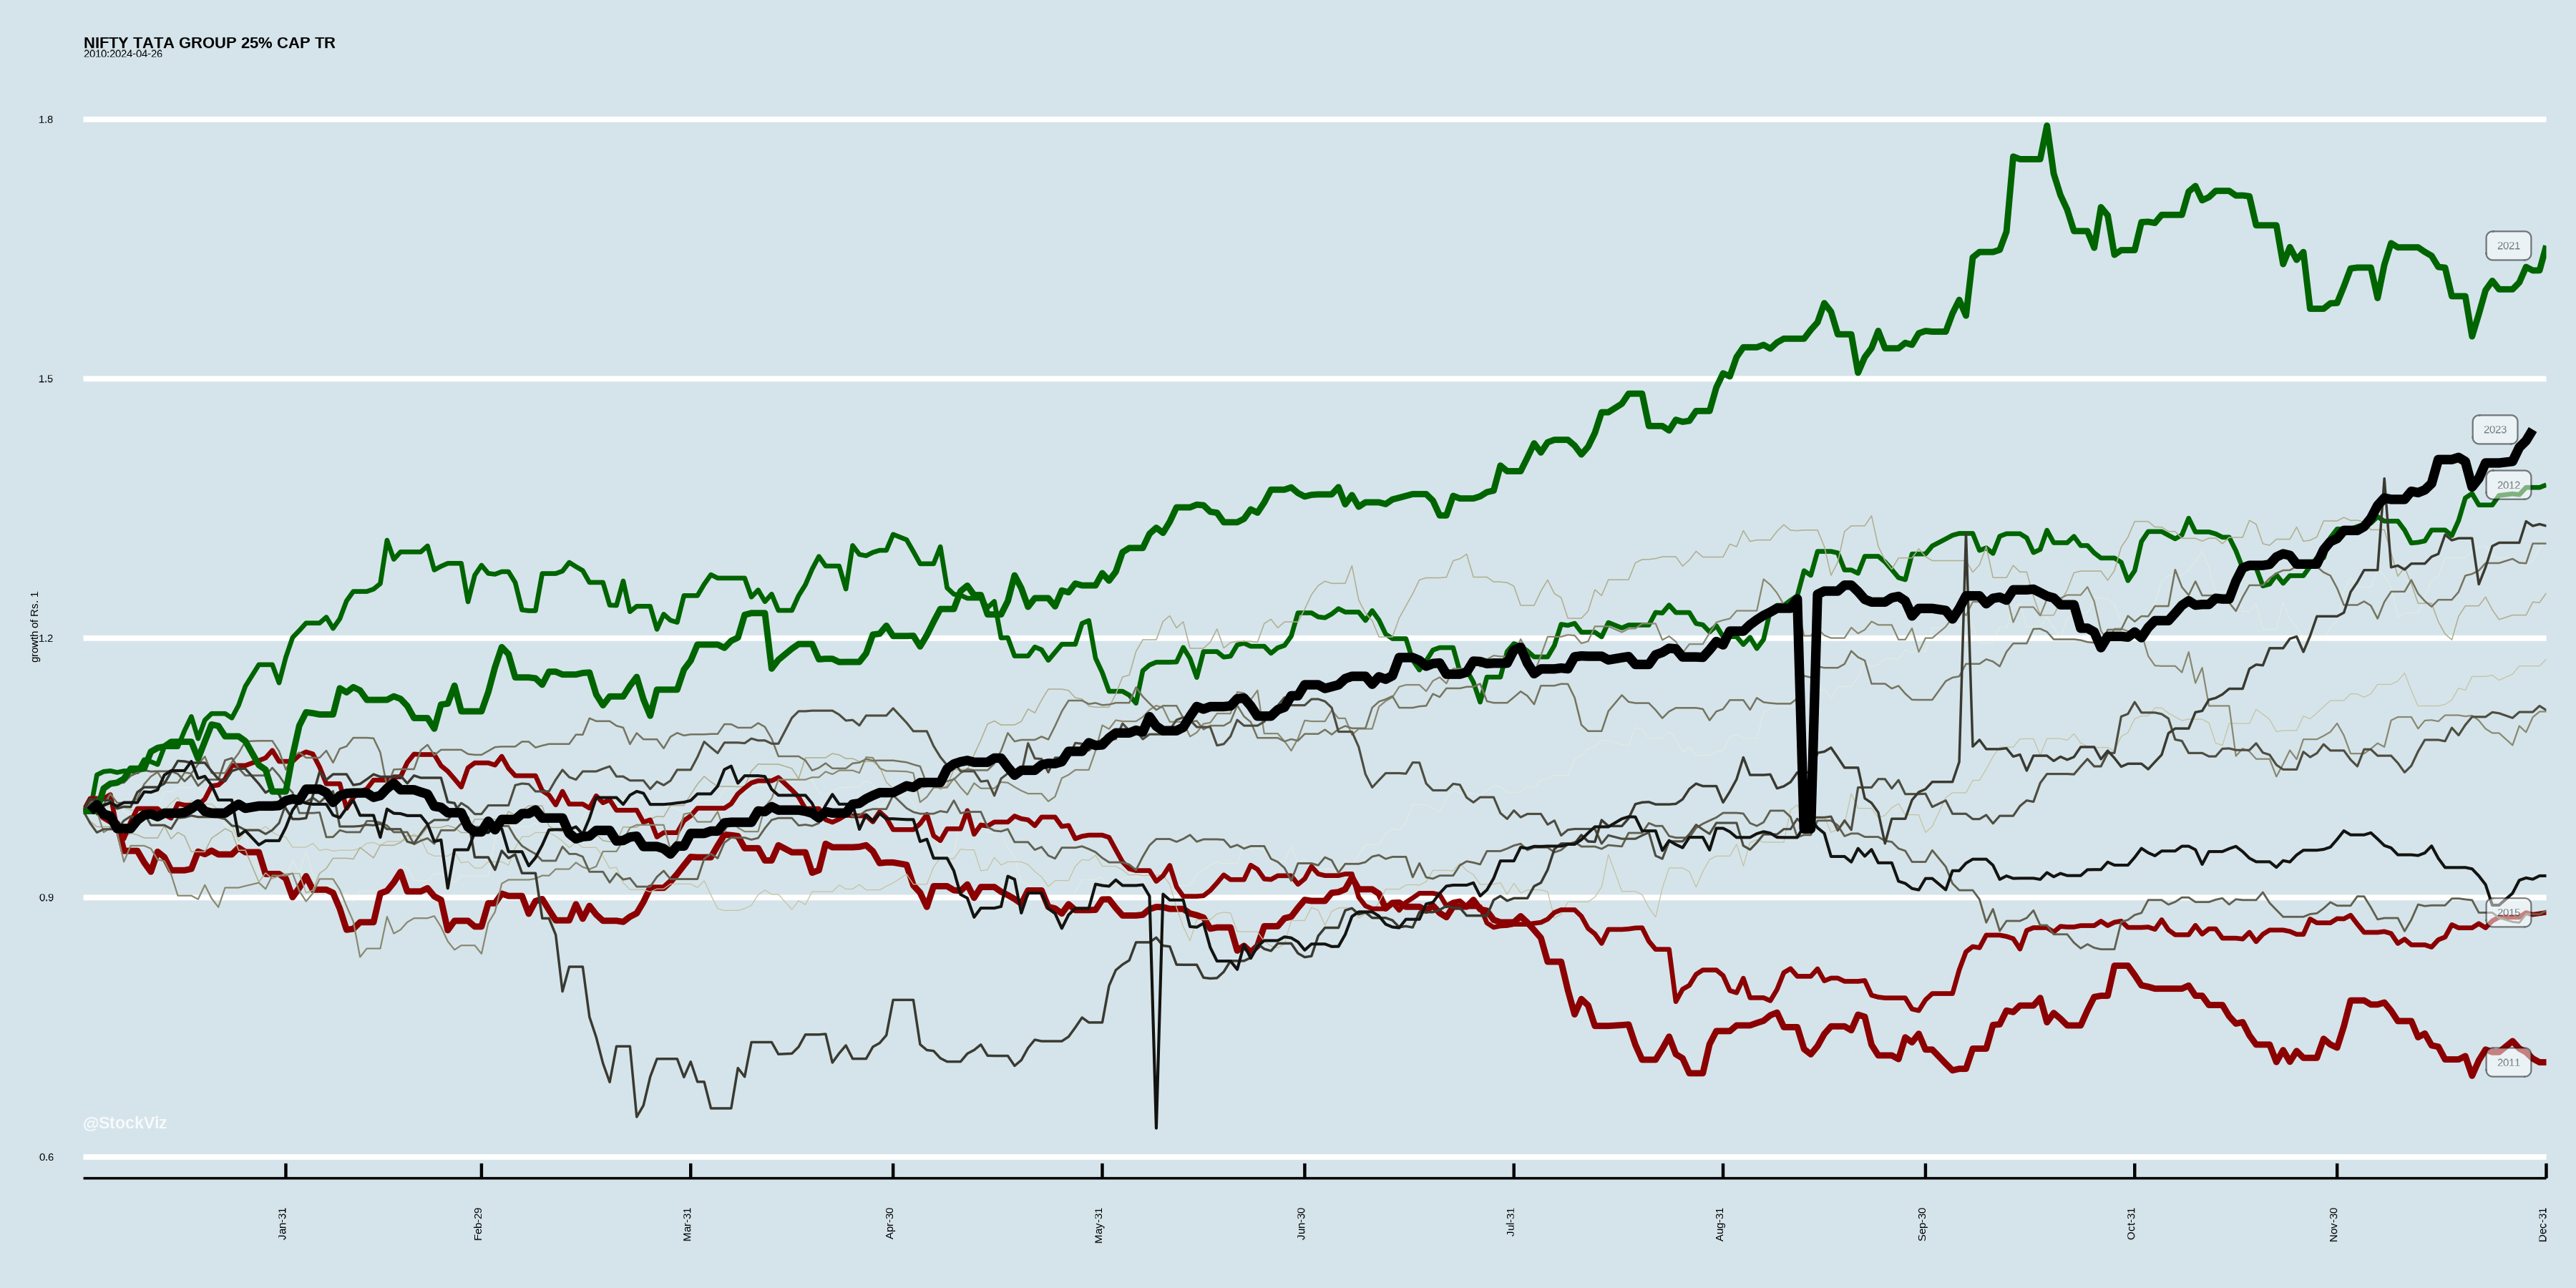 NIFTY TATA GROUP 25% CAP TR
2010:2024-04-26
1.8
1.5
1.2
0.9
0.6
growth of Rs. 1
2021
2023
2012
2015
2011
@StockViz
Jan-31
Feb-29
Mar-31
Apr-30
May-31
Jun-30
Jul-31
Aug-31
Sep-30
Oct-31
Nov-30
Dec-31